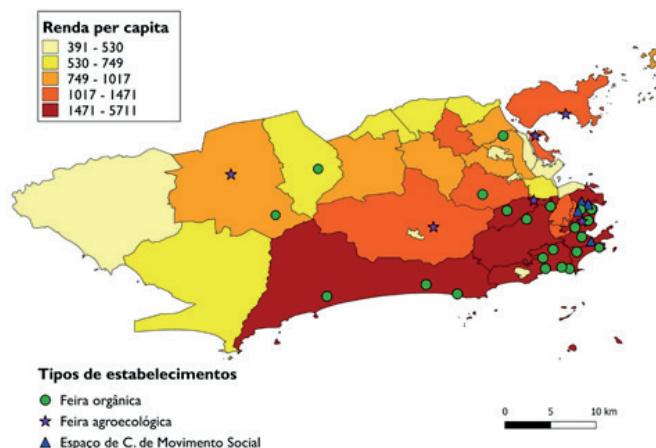 Renda per capita
391 - 530
530 - 749
749 - 1017
1017 - 1471
1471 - 5711
Tipos de estabelecimentos
Feira orgânica
Feira agroecológica
Espaço de C. de Movimento Social
0 5 10 km